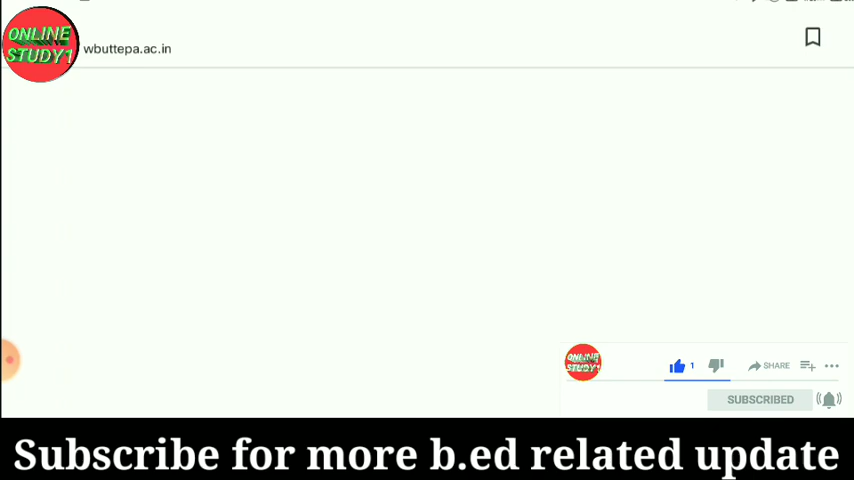 ONLINE
STUDY1
wbuttepa.ac.in
ONLINE
STUDY1
1
SHARE
SUBSCRIBED
Subscribe for more b.ed related update